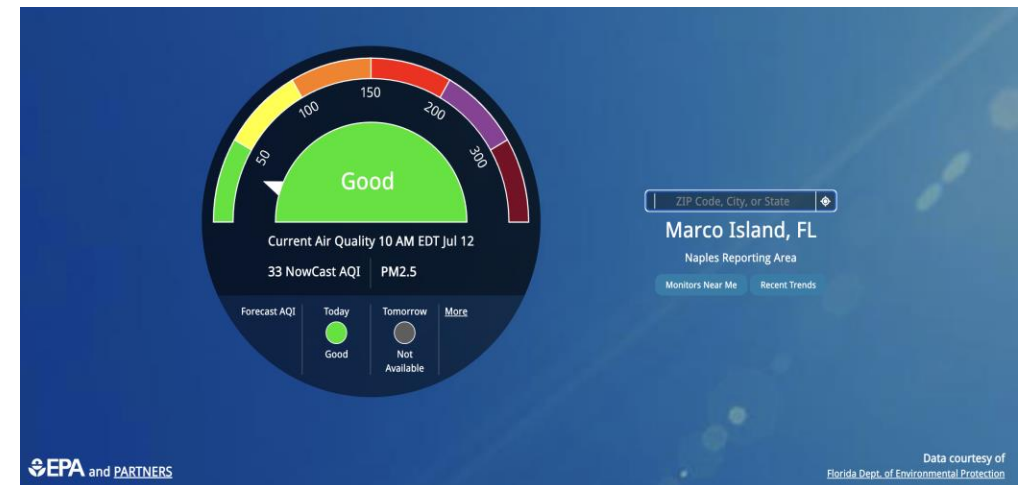 50
100
150
200
300
Good
Current Air Quality 10 AM EDT Jul 12
33 NowCast AQI PM2.5
Forecast AQI
Today
Good
Tomorrow
Not
Available
More
ZIP Code, City, or State
Marco Island, FL
Naples Reporting Area
Monitors Near Me Recent Trends
EPA and PARTNERS
Data courtesy of
Florida Dept. of Environmental Protection